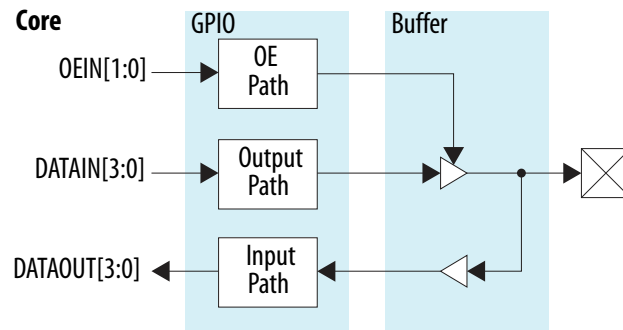 Core
GPIO
Buffer
OEIN[1:0]
OE
Path
DATAIN[3:0]
Output
Path
DATAOUT[3:0]
Input
Path